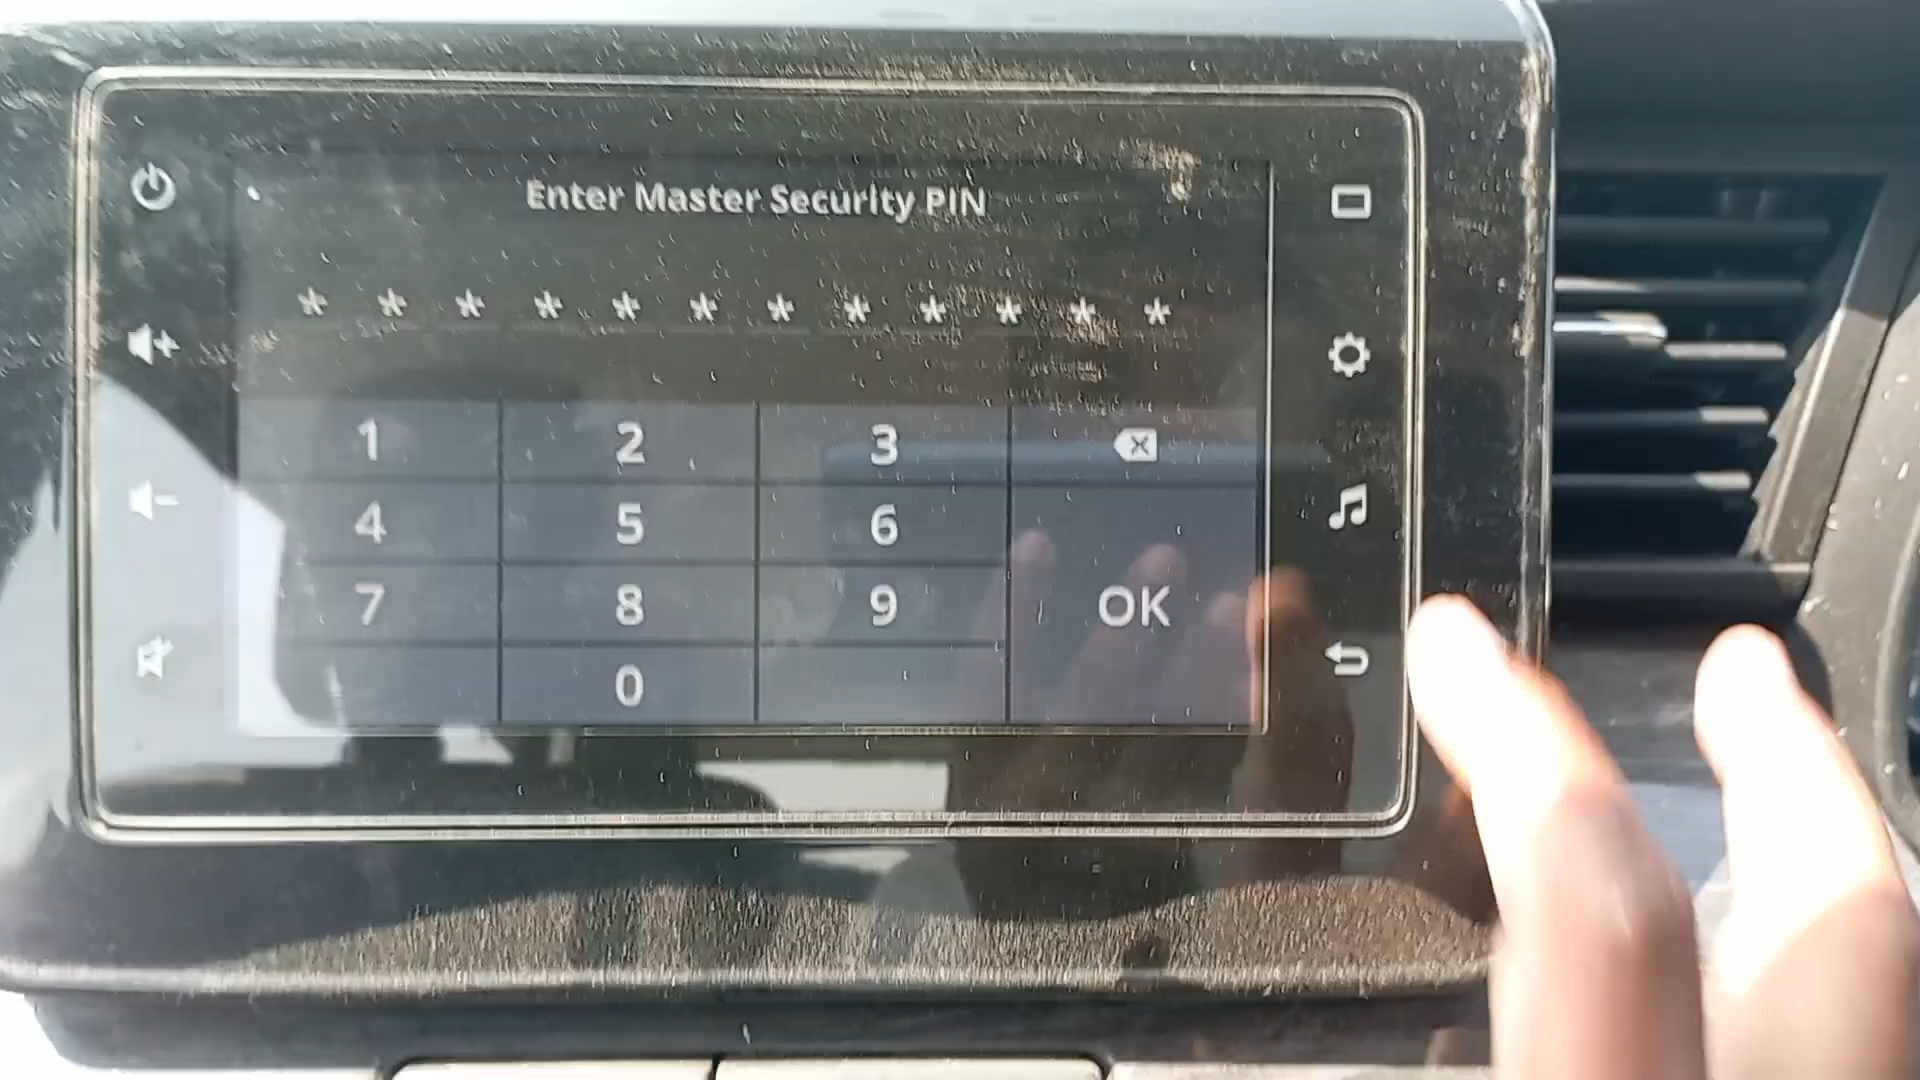 Enter Master Security PIN
* * * * * * * * * * * *
1 2 3
4 5 6
7 8 9 OK
0